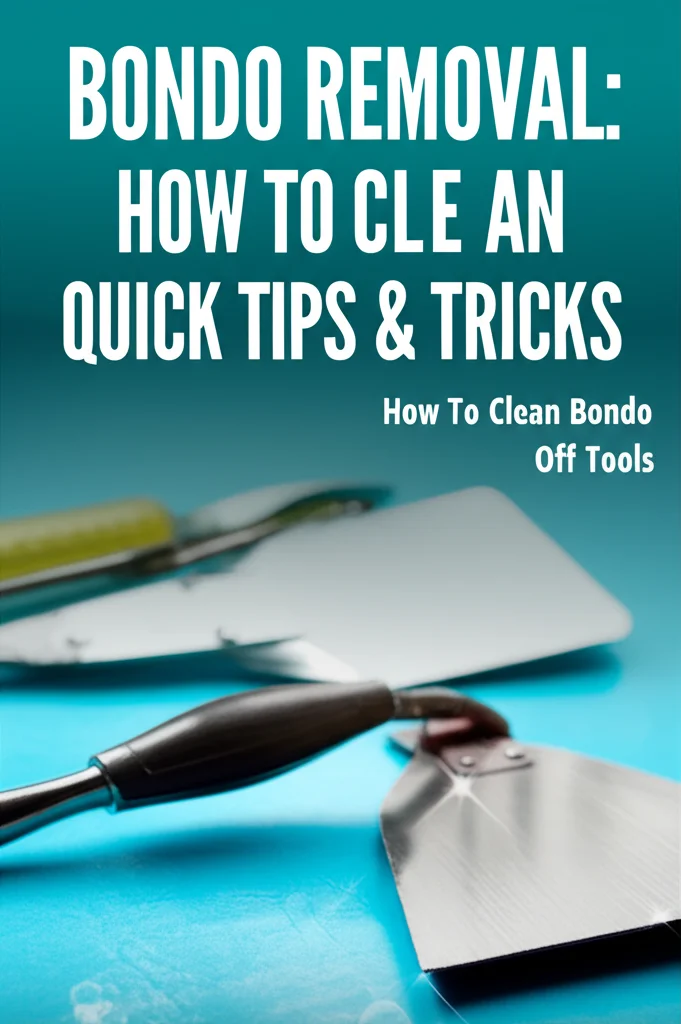 BONDO REMOVAL:
HOW TO CLE AN
QUICK TIPS & TRICKS
How To Clean Bondo
Off Tools